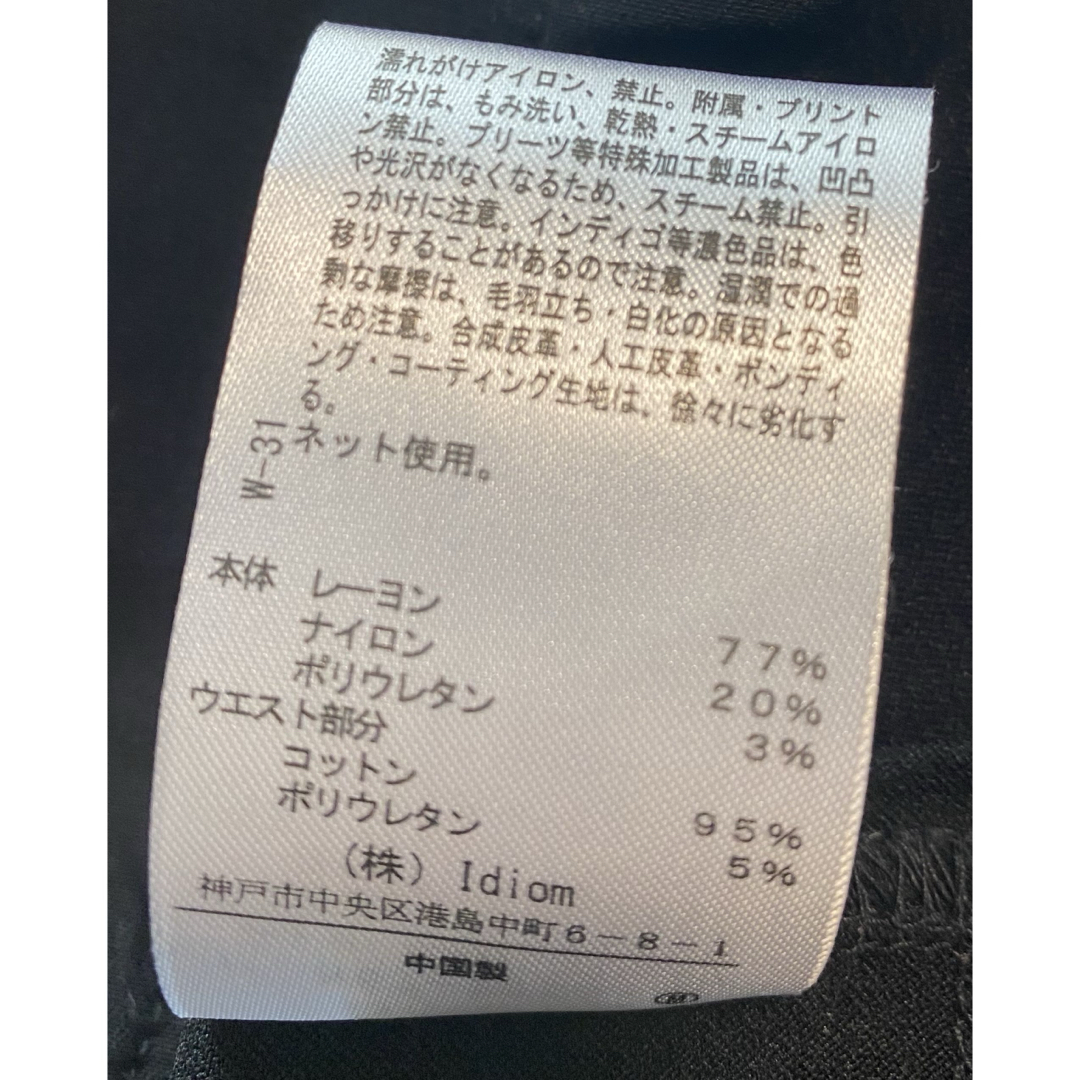 濡れがけアイロン、禁止。附属・プリント
部分は、もみ洗い、乾熱・スチームアイロ
ン禁止。プリーツ等特殊加工製品は、凹凸
や光沢がなくなるため、スチーム禁止。引
っかけに注意。インディゴ等濃色品は、色
移りすることがあるので注意。湿潤での過
剰な摩擦は、毛羽立ち・白化の原因となる
ため注意。合成皮革・人工皮革・ボンディ
ング・コーティング生地は、徐々に劣化す
る。
W-31
ネット使用。
本体 レーヨン 77%
ナイロン 20%
ポリウレタン 3%
ウエスト部分
コットン 95%
ポリウレタン 5%
（株）Idiom
神戸市中央区港島中町6-8-1
中国製